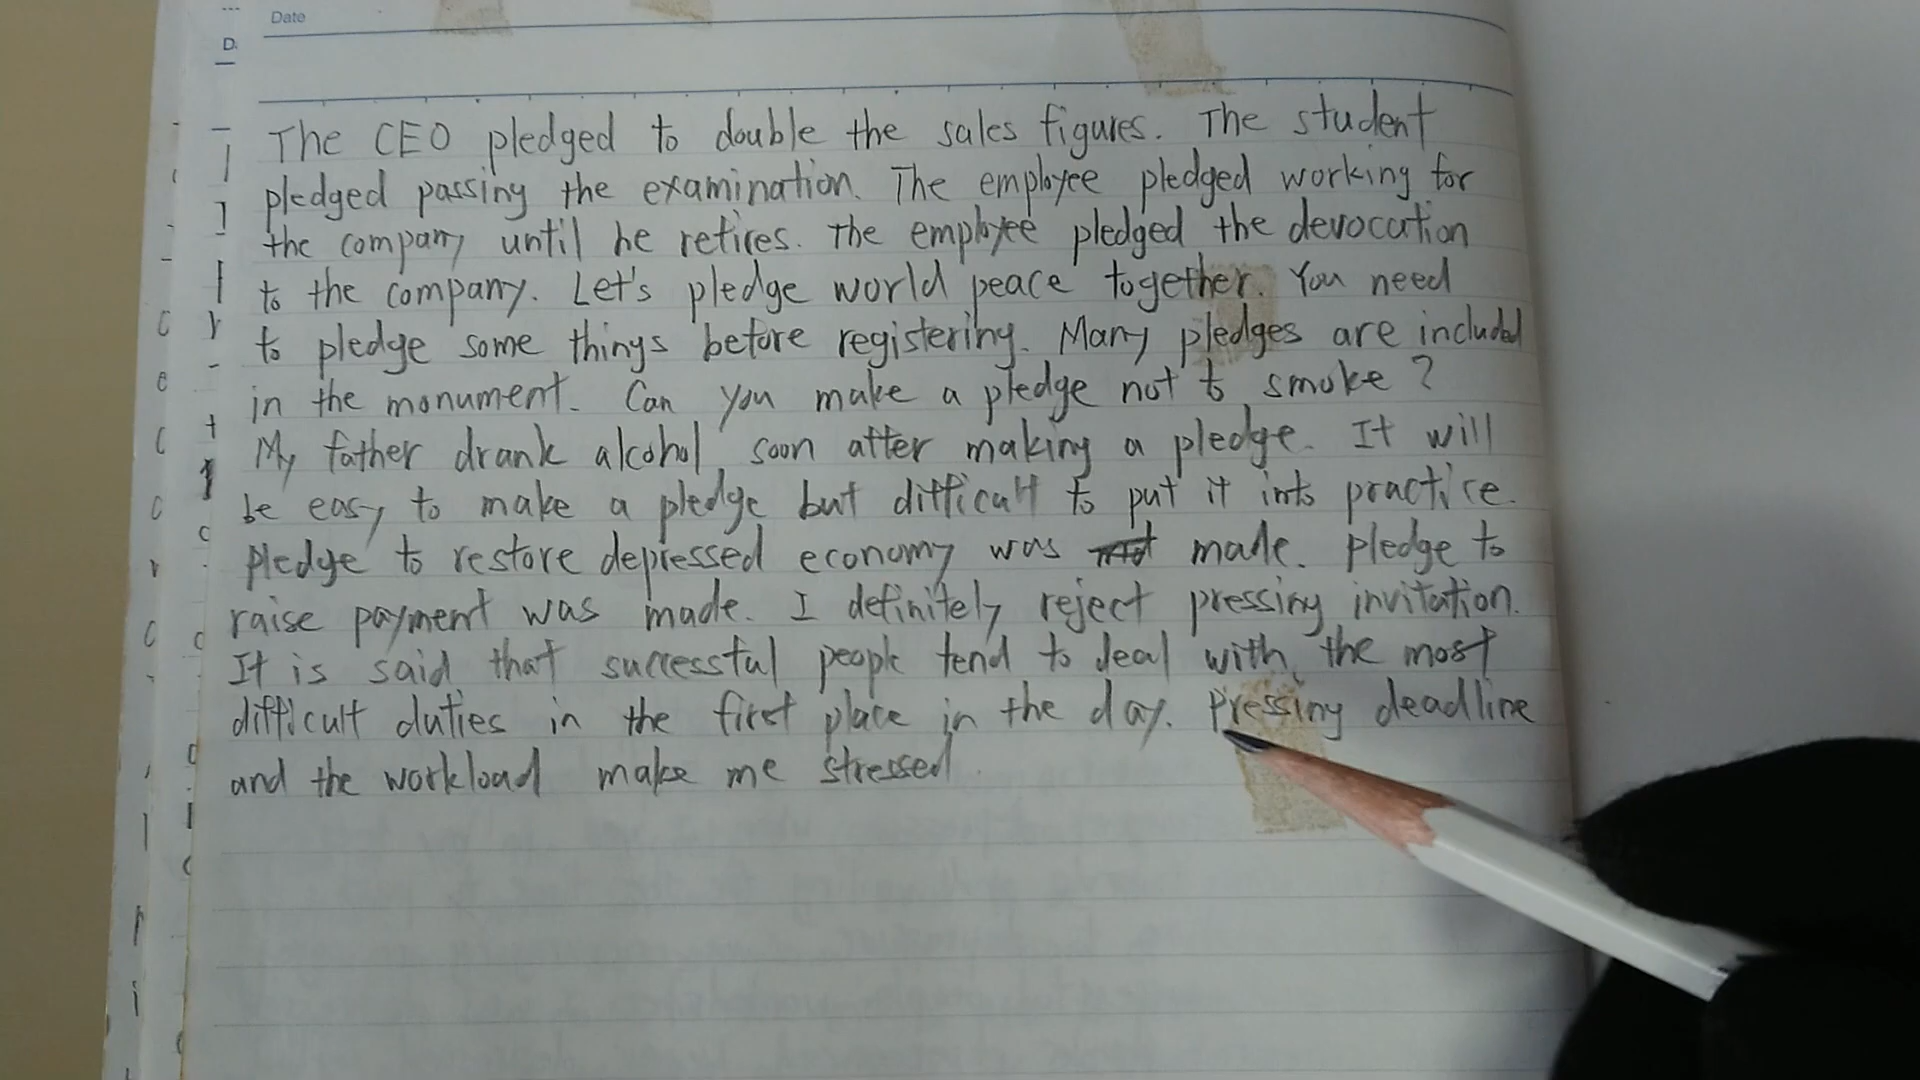 Date
D.
The CEO pledged to double the sales figures. The student
pledged passing the examination. The employee pledged working for
the company until he retires. The employee pledged the devocation
to the company. Let's pledge world peace together. You need
to pledge some things before registering. Many pledges are included
in the monument. Can you make a pledge not to smoke?
My father drank alcohol soon after making a pledge. It will
be easy to make a pledge but difficult to put it into practice.
Pledge to restore depressed economy was made. Pledge to
raise payment was made. I definitely reject pressing invitation.
It is said that successful people tend to deal with the most
difficult duties in the first place in the day. Pressing deadline
and the workload make me stressed.